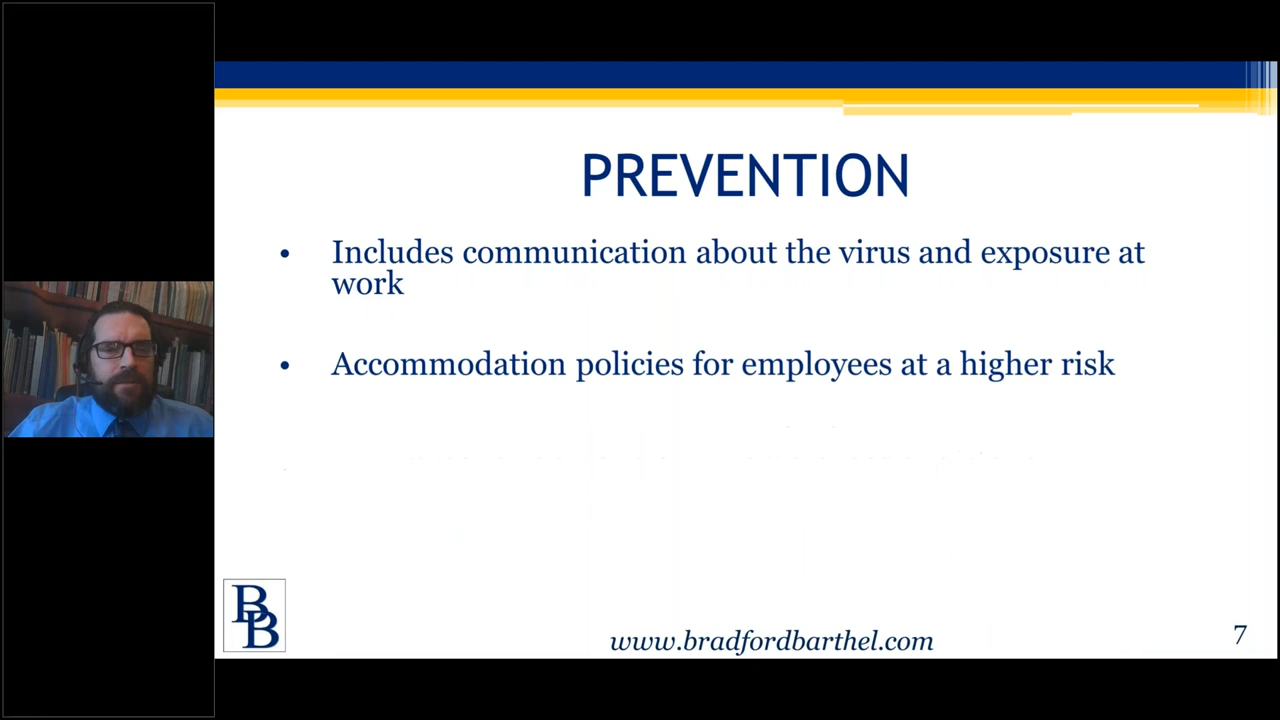 PREVENTION
• Includes communication about the virus and exposure at
work
• Accommodation policies for employees at a higher risk
BB
www.bradfordbarthel.com
7